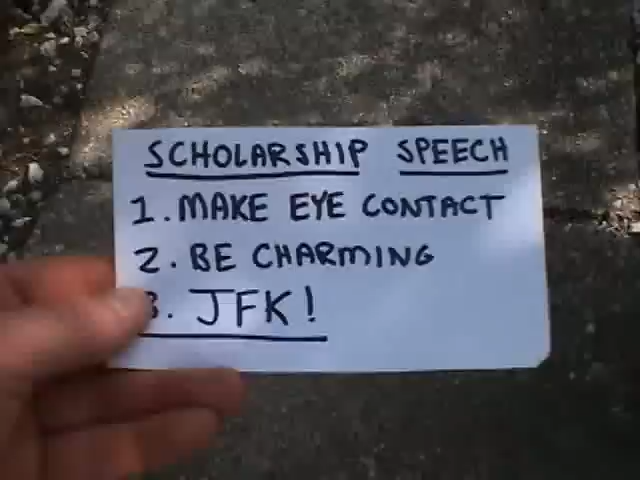 SCHOLARSHIP SPEECH
1. MAKE EYE CONTACT
2. BE CHARMING
3. JFK!